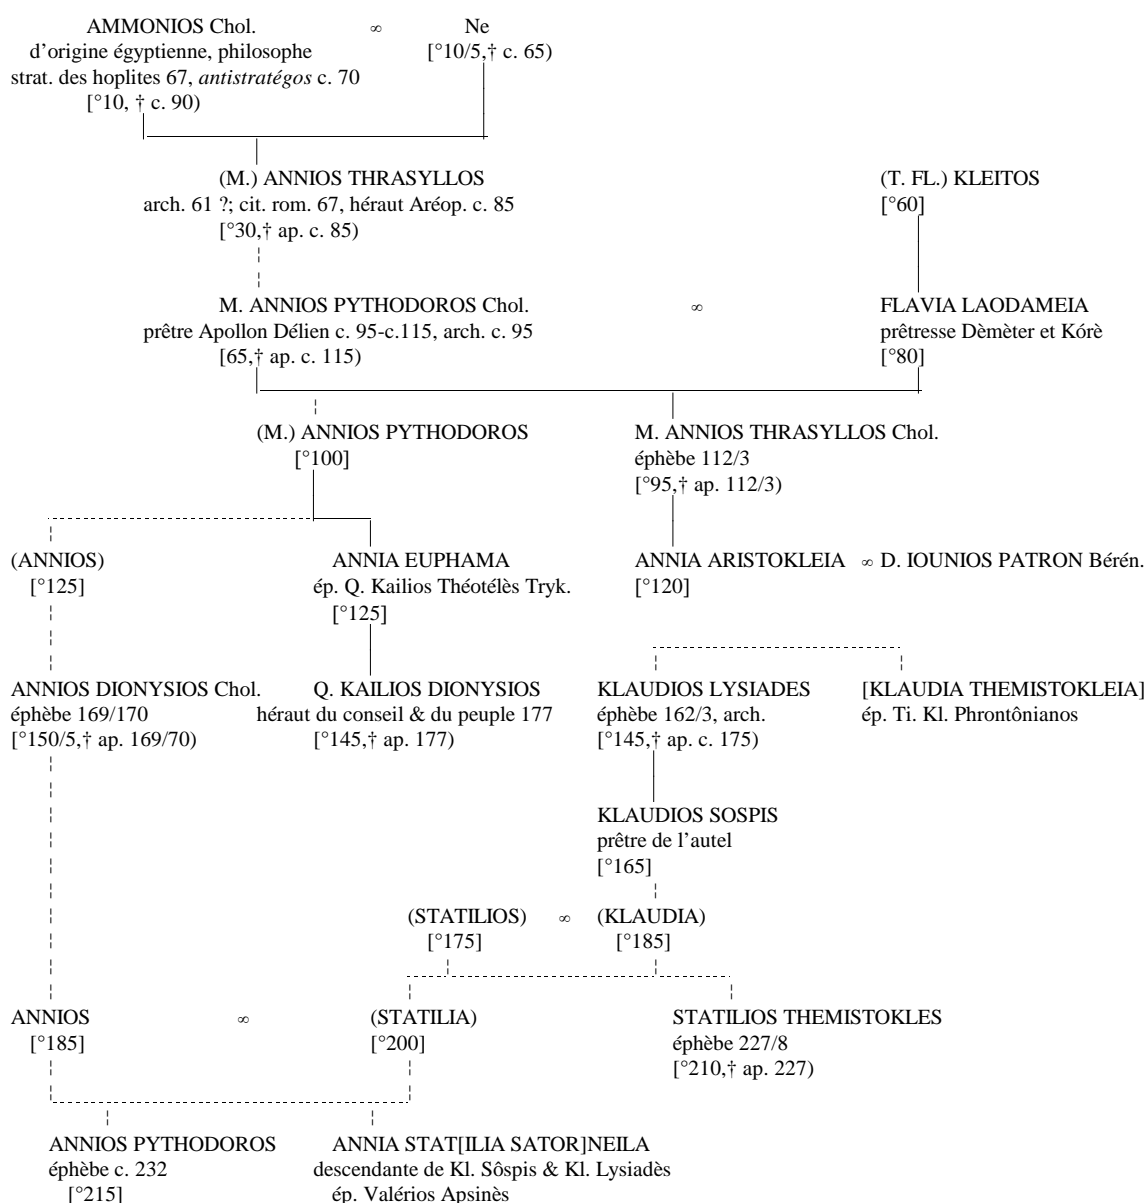 AMMONIOS Chol. ∞ Ne
d'origine égyptienne, philosophe [°10/5,† c. 65)
strat. des hoplites 67, antistratégos c. 70
[°10, † c. 90)
(M.) ANNIOS THRASYLLOS (T. FL.) KLEITOS
arch. 61 ?; cit. rom. 67, héraut Aréop. c. 85 [°60]
[°30,† ap. c. 85)
M. ANNIOS PYTHODOROS Chol. ∞ FLAVIA LAODAMEIA
prêtre Apollon Délien c. 95-c.115, arch. c. 95 prêtresse Dèmèter et Kórè
[65,† ap. c. 115) [°80]
(M.) ANNIOS PYTHODOROS M. ANNIOS THRASYLLOS Chol.
[°100] éphèbe 112/3
[°95,† ap. 112/3)
(ANNIOS) ANNIA EUPHAMA ANNIA ARISTOKLEIA ∞ D. IOUNIOS PATRON Bérén.
[°125] ép. Q. Kailios Théotélès Tryk. [°120]
[°125]
ANNIOS DIONYSIOS Chol. Q. KAILIOS DIONYSIOS KLAUDIOS LYSIADES [KLAUDIA THEMISTOKLEIA]
éphèbe 169/170 héraut du conseil & du peuple 177 éphèbe 162/3, arch. ép. Ti. Kl. Phrontônianos
[°150/5,† ap. 169/70) [°145,† ap. 177) [°145,† ap. c. 175)
KLAUDIOS SOSPIS
prêtre de l'autel
[°165]
(STATILIOS) ∞ (KLAUDIA)
[°175] [°185]
ANNIOS ∞ (STATILIA) STATILIOS THEMISTOKLES
[°185] [°200] éphèbe 227/8
[°210,† ap. 227)
ANNIOS PYTHODOROS ANNIA STAT[ILIA SATOR]NEILA
éphèbe c. 232 descendante de Kl. Sôspis & Kl. Lysiadès
[°215] ép. Valérios Apsinès